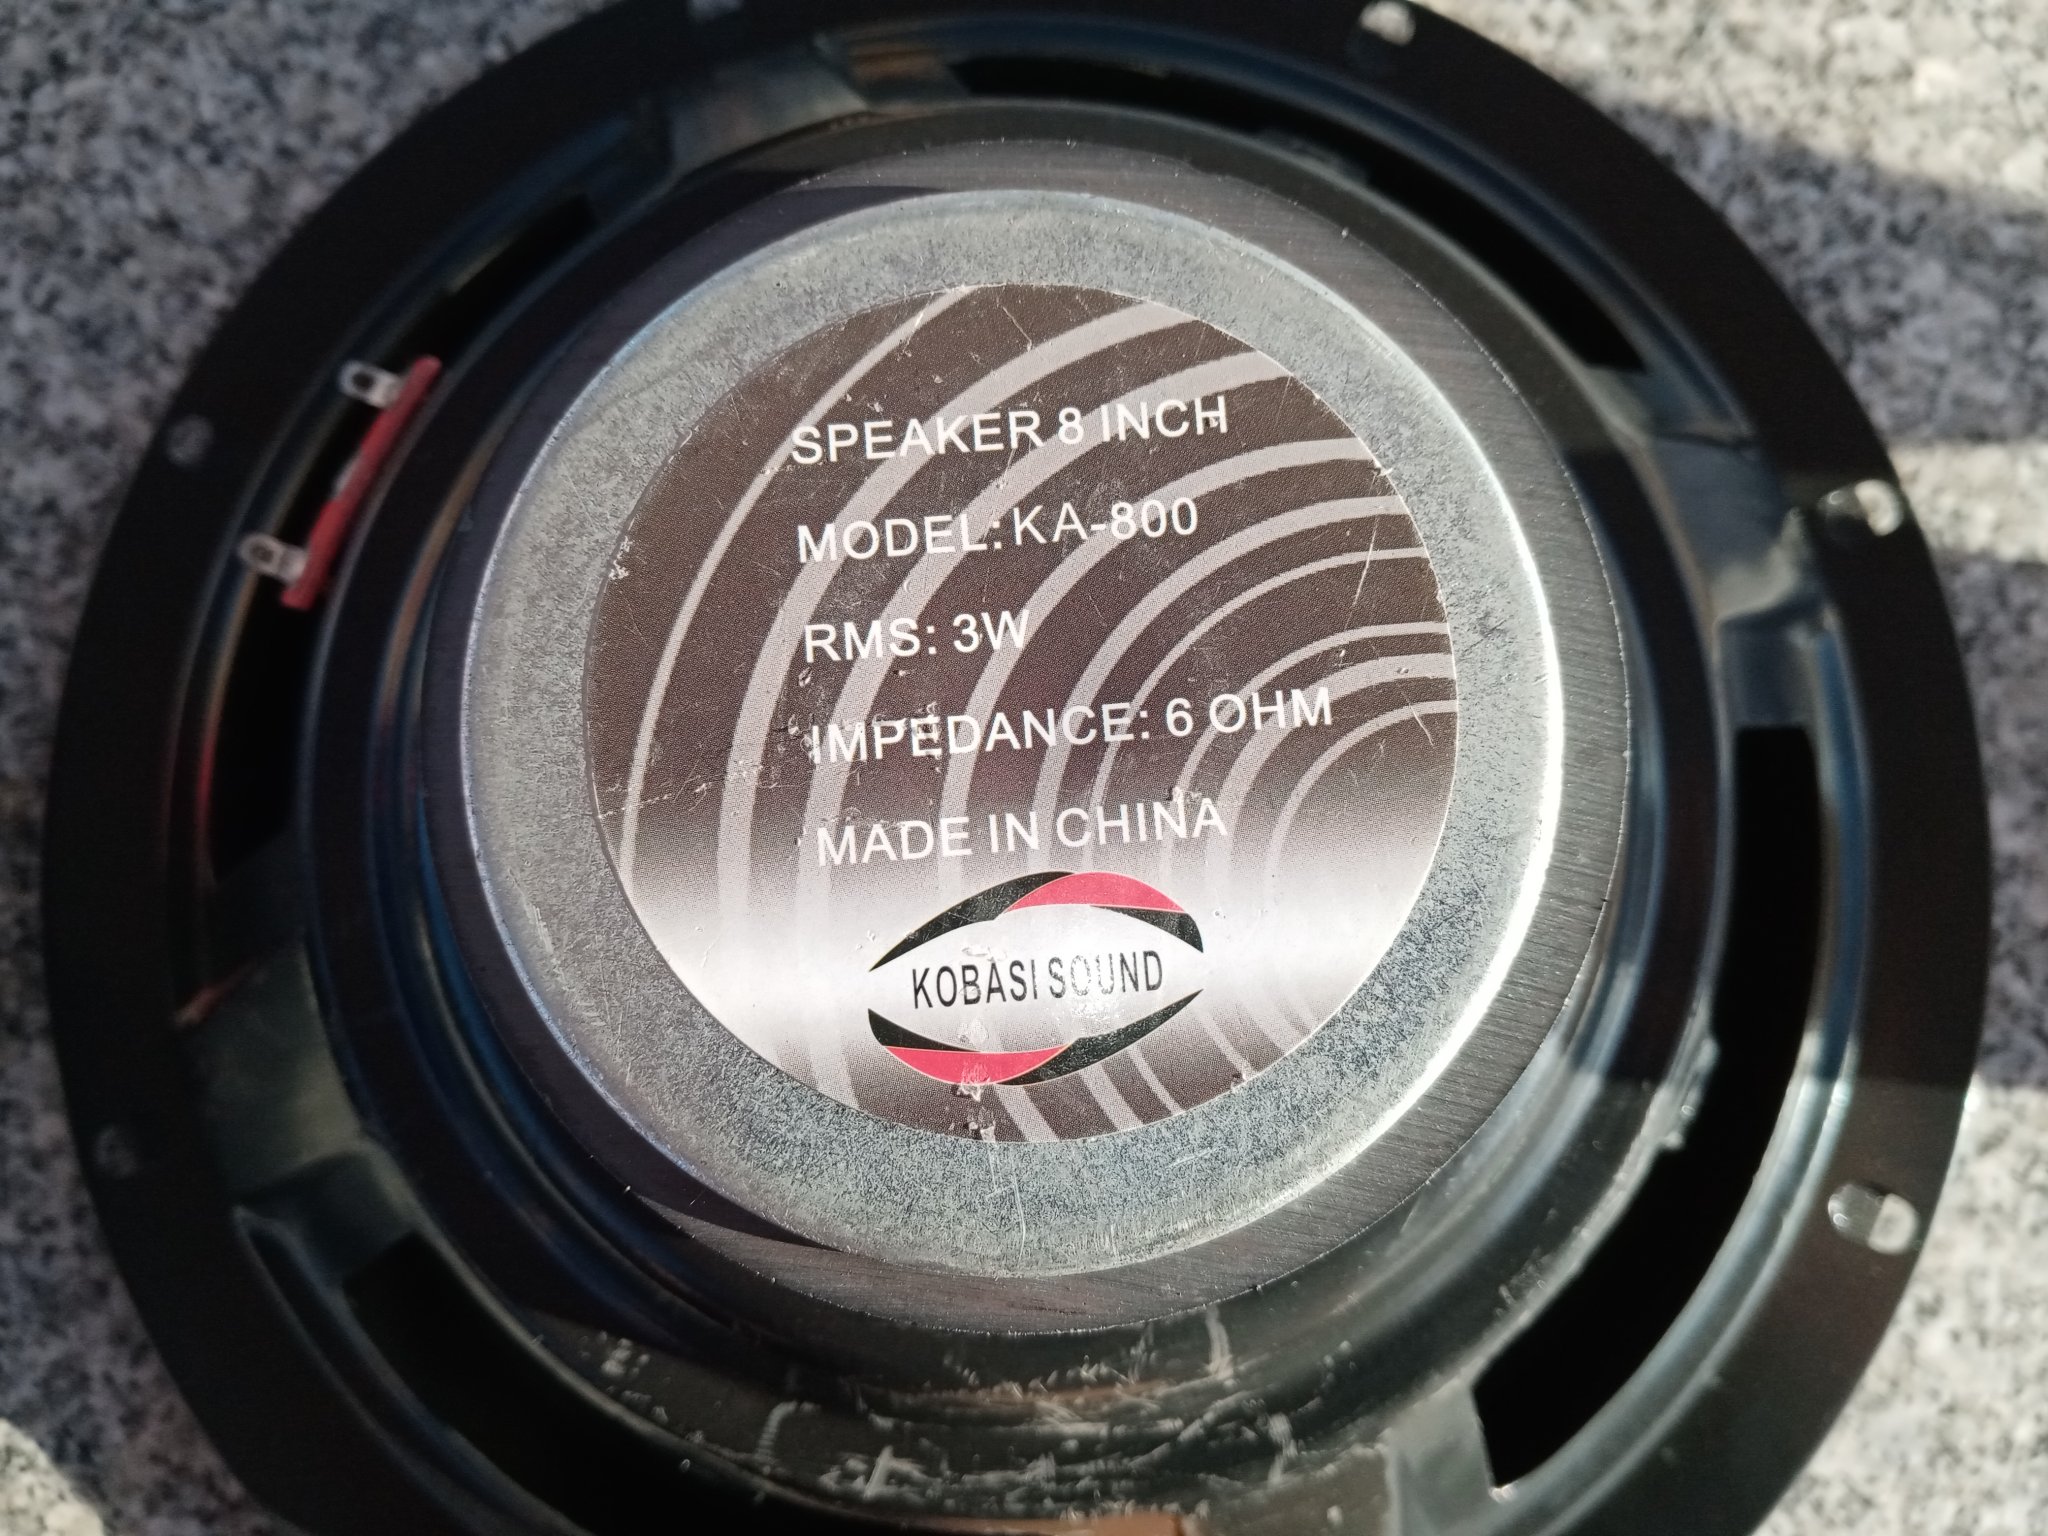 SPEAKER 8 INCH
MODEL: KA-800
RMS: 3W
IMPEDANCE: 6 OHM
MADE IN CHINA
KOBASI SOUND